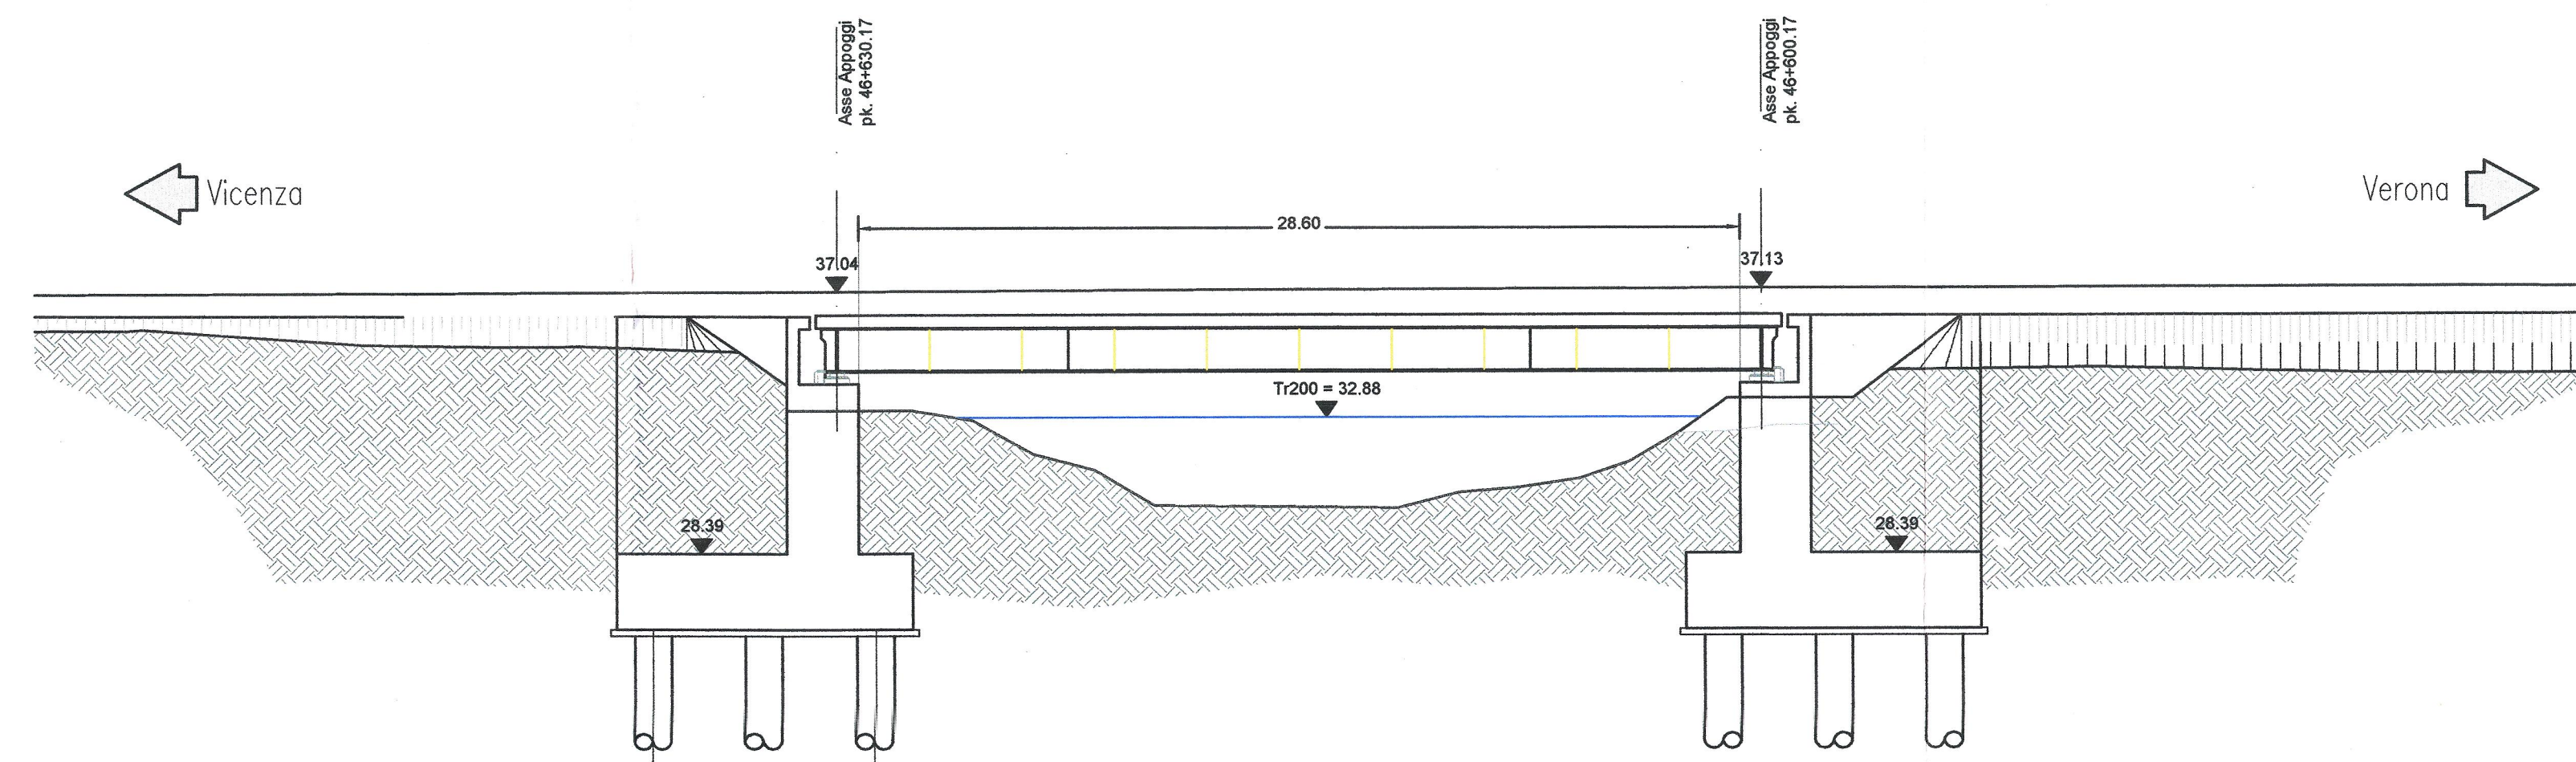 Asse Appoggi
pk. 46+630.17
Asse Appoggi
pk. 46+600.17
Vicenza
Verona
28.60
37.04
37.13
Tr200 = 32.88
28.39
28.39